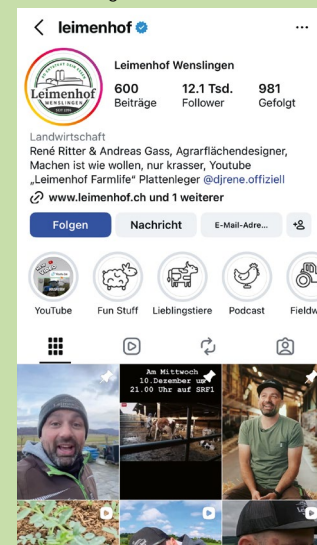 leimenhof
Leimenhof
WENSLINGEN
Leimenhof Wenslingen
600 12.1 Tsd. 981
Beiträge Follower Gefolgt
Landwirtschaft
René Ritter & Andreas Gass, Agrarflächendesigner,
Machen ist wie wollen, nur krasser, Youtube
„Leimenhof Farmlife“ Plattenleger @djrene.offiziell
www.leimenhof.ch und 1 weiterer
Folgen Nachricht E-Mail-Adre...
YouTube Fun Stuff Lieblingstiere Podcast Fieldw
Am Mittwoch
10.Dezember um
21.00 Uhr auf SRF1